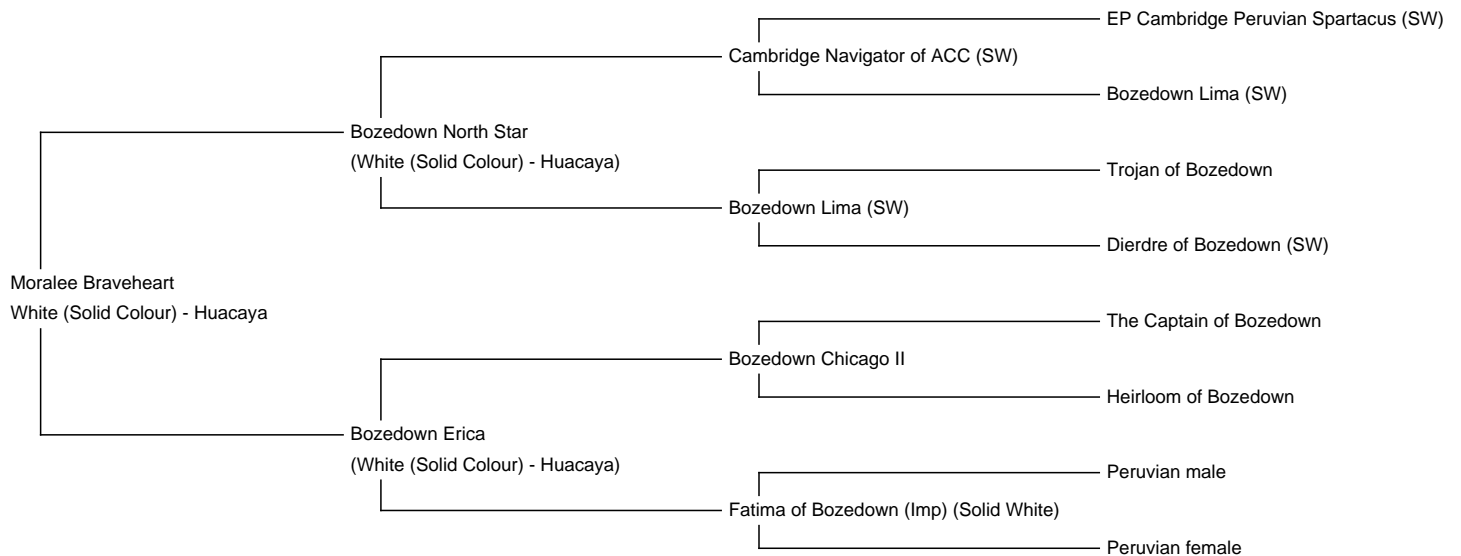 EP Cambridge Peruvian Spartacus (SW)
Cambridge Navigator of ACC (SW)
Bozedown Lima (SW)
Bozedown North Star
(White (Solid Colour) - Huacaya)
Trojan of Bozedown
Bozedown Lima (SW)
Dierdre of Bozedown (SW)
Moralee Braveheart
White (Solid Colour) - Huacaya
The Captain of Bozedown
Bozedown Chicago II
Heirloom of Bozedown
Bozedown Erica
(White (Solid Colour) - Huacaya)
Peruvian male
Fatima of Bozedown (Imp) (Solid White)
Peruvian female